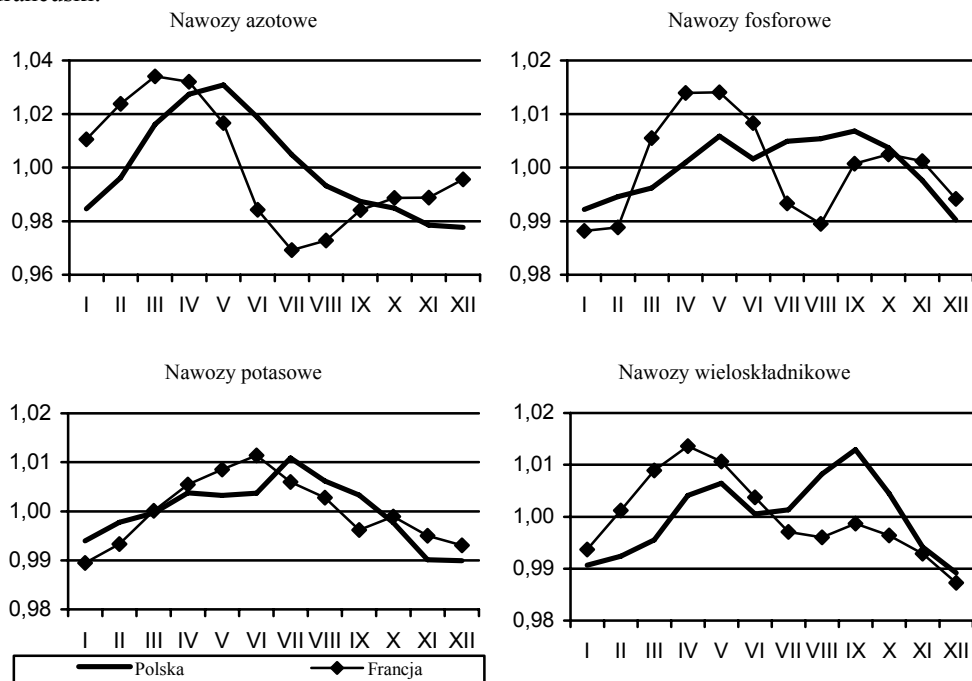 Nawozy azotowe
1,04
1,02
1,00
0,98
0,96
I II III IV V VI VII VIII IX X XI XII
Nawozy fosforowe
1,02
1,01
1,00
0,99
0,98
I II III IV V VI VII VIII IX X XI XII
Nawozy potasowe
1,02
1,01
1,00
0,99
0,98
I II III IV V VI VII VIII IX X XI XII
Nawozy wieloskładnikowe
1,02
1,01
1,00
0,99
0,98
I II III IV V VI VII VIII IX X XI XII
Polska Francja